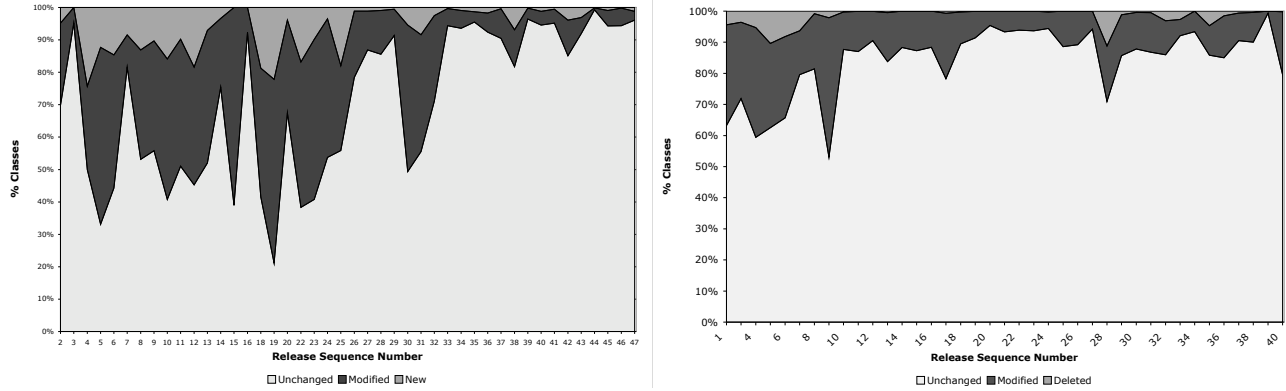 100%
90%
80%
70%
60%
50%
40%
30%
20%
10%
0%
% Classes
2 3 4 5 6 7 8 9 10 11 12 13 14 15 16 18 19 20 22 23 24 25 26 27 28 29 30 31 32 33 34 35 36 37 38 39 40 41 42 43 44 45 46 47
Release Sequence Number
Unchanged Modified New
100%
90%
80%
70%
60%
50%
40%
30%
20%
10%
0%
% Classes
1 4 6 8 10 12 14 16 18 20 22 24 26 28 30 32 34 36 38 40
Release Sequence Number
Unchanged Modified Deleted